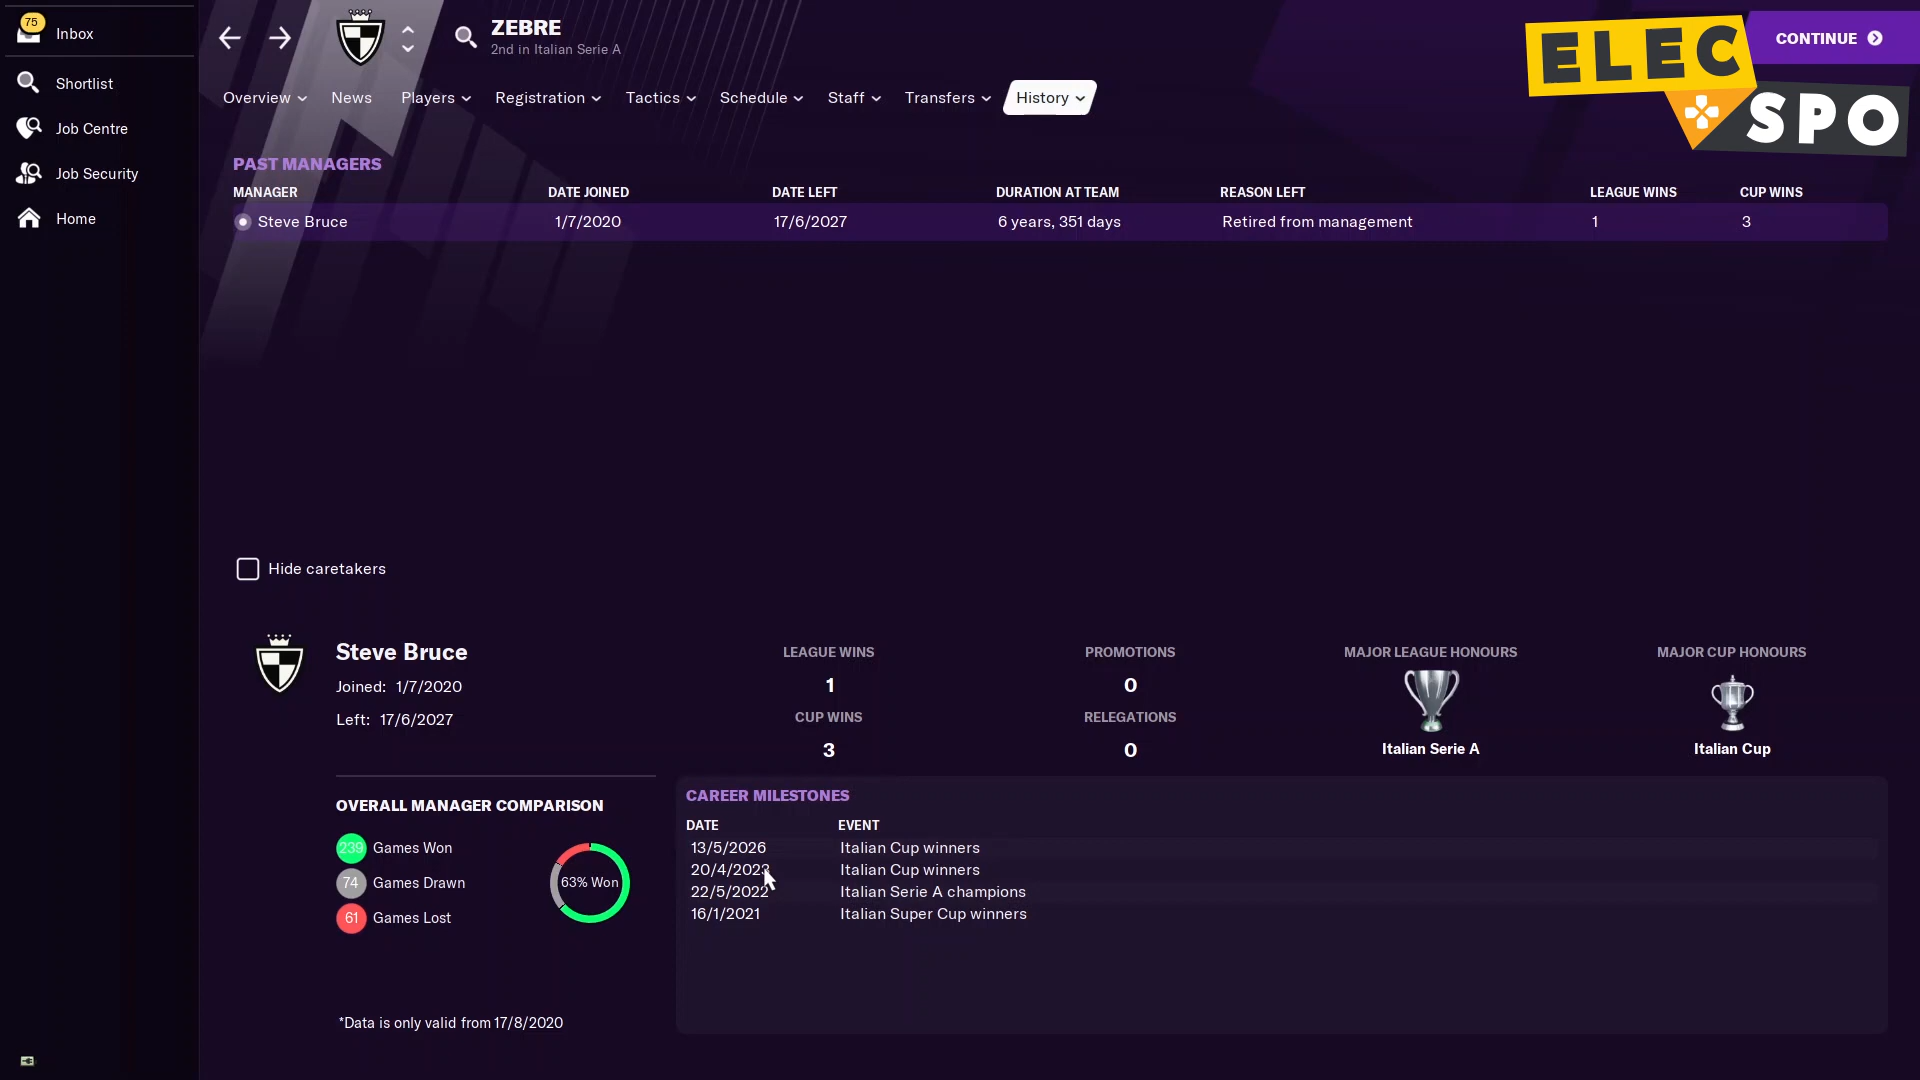 75
Inbox
Shortlist
Job Centre
Job Security
Home
ZEBRE
2nd in Italian Serie A
CONTINUE
ELEC
SPO
Overview
News
Players
Registration
Tactics
Schedule
Staff
Transfers
History
PAST MANAGERS
MANAGER DATE JOINED DATE LEFT DURATION AT TEAM REASON LEFT LEAGUE WINS CUP WINS
Steve Bruce 1/7/2020 17/6/2027 6 years, 351 days Retired from management 1 3
Hide caretakers
Steve Bruce
Joined: 1/7/2020
Left: 17/6/2027
LEAGUE WINS
1
CUP WINS
3
PROMOTIONS
0
RELEGATIONS
0
MAJOR LEAGUE HONOURS
Italian Serie A
MAJOR CUP HONOURS
Italian Cup
OVERALL MANAGER COMPARISON
239 Games Won
74 Games Drawn
61 Games Lost
63% Won
*Data is only valid from 17/8/2020
CAREER MILESTONES
DATE EVENT
13/5/2026 Italian Cup winners
20/4/2023 Italian Cup winners
22/5/2022 Italian Serie A champions
16/1/2021 Italian Super Cup winners